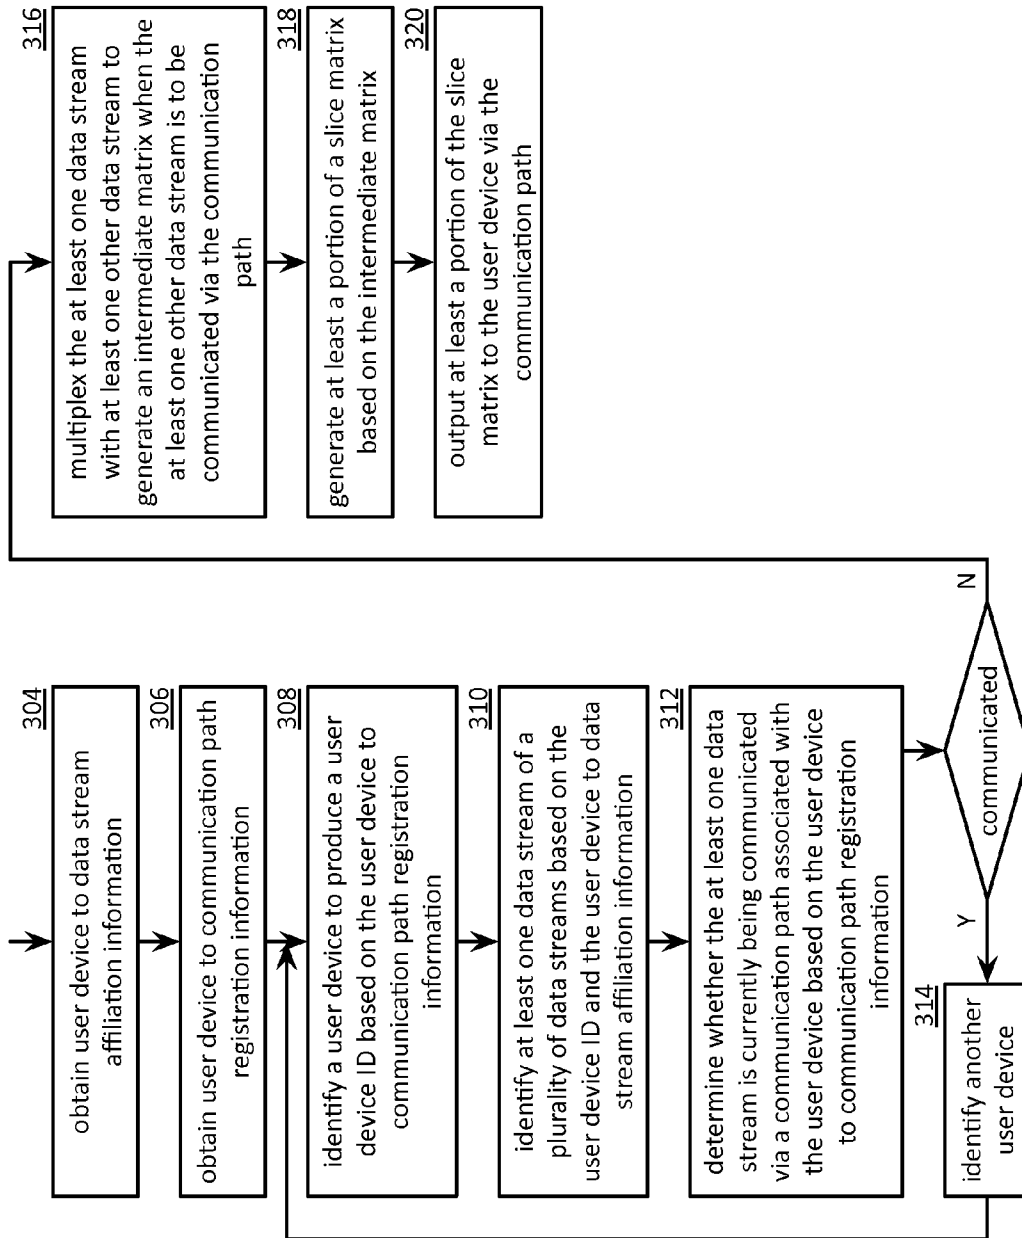 304
obtain user device to data stream
affiliation information
306
obtain user device to communication path
registration information
308
identify a user device to produce a user
device ID based on the user device to
communication path registration
information
310
identify at least one data stream of a
plurality of data streams based on the
user device ID and the user device to data
stream affiliation information
312
determine whether the at least one data
stream is currently being communicated
via a communication path associated with
the user device based on the user device
to communication path registration
information
communicated
Y
N
314
identify another
user device
316
multiplex the at least one data stream
with at least one other data stream to
generate an intermediate matrix when the
at least one other data stream is to be
communicated via the communication
path
318
generate at least a portion of a slice matrix
based on the intermediate matrix
320
output at least a portion of the slice
matrix to the user device via the
communication path